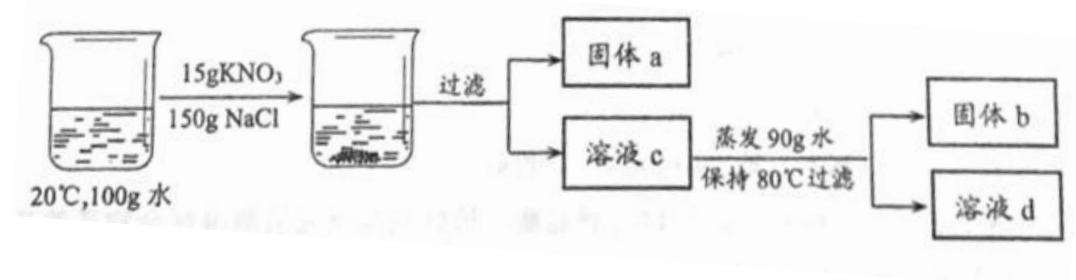 20℃,100g 水
15gKNO₃
150g NaCl
过滤
固体 a
溶液 c
蒸发 90g 水
保持 80℃过滤
固体 b
溶液 d